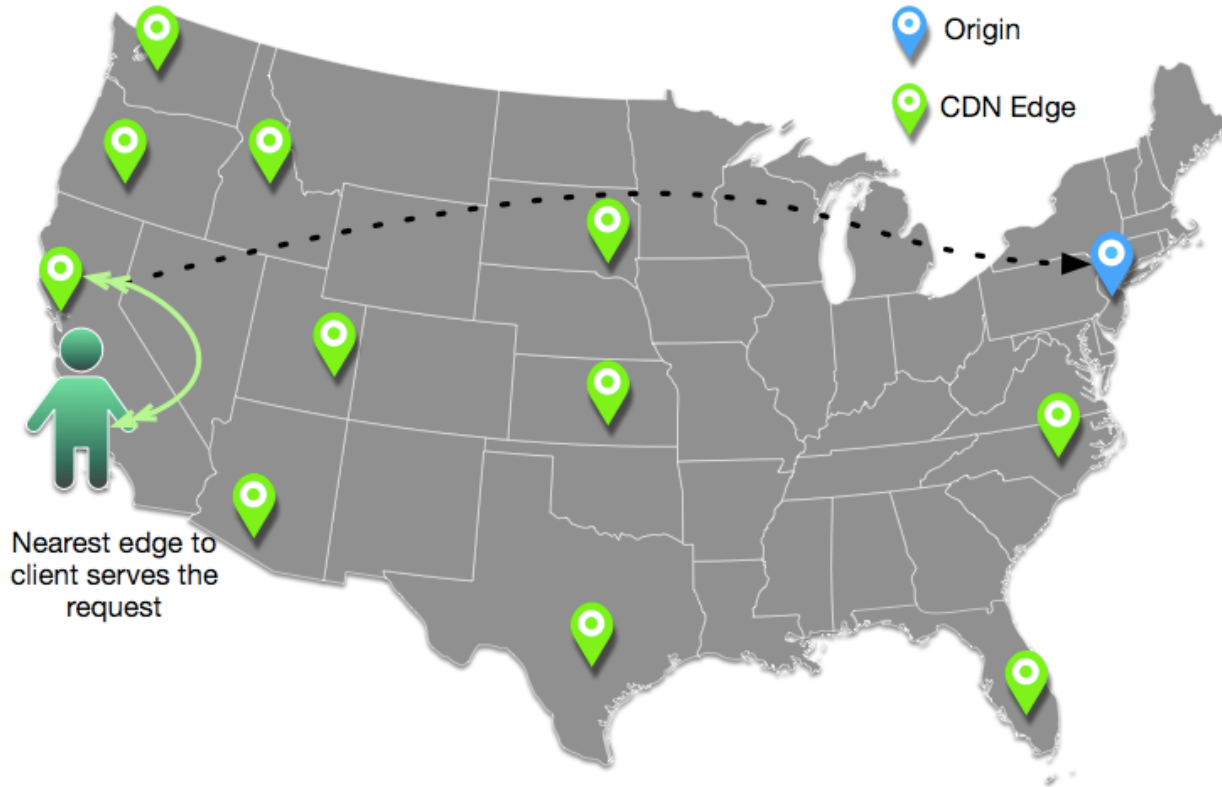 Origin
CDN Edge
Nearest edge to
client serves the
request